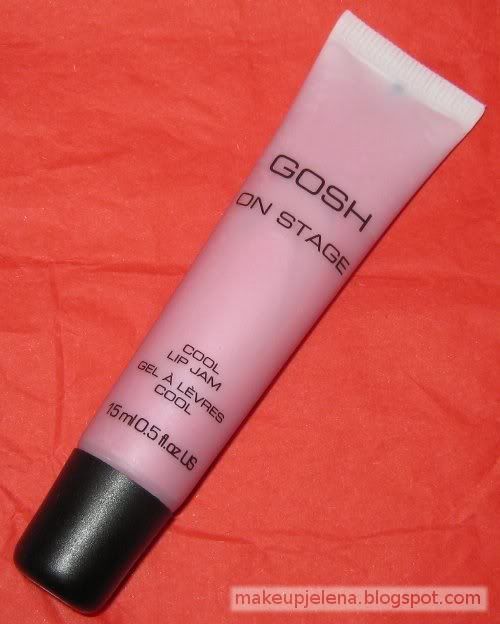 GOSH
ON STAGE
COOL
LIP JAM
GEL À LÈVRES
COOL
15 ml 0.5 fl.oz US
makeupjelena.blogspot.com